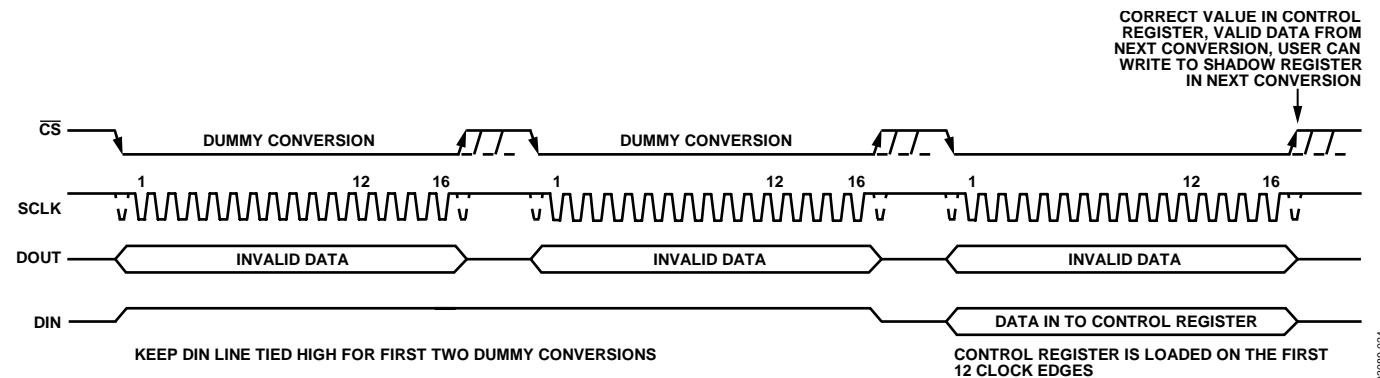 CORRECT VALUE IN CONTROL
REGISTER, VALID DATA FROM
NEXT CONVERSION, USER CAN
WRITE TO SHADOW REGISTER
IN NEXT CONVERSION
CS DUMMY CONVERSION DUMMY CONVERSION
1 12 16 1 12 16 1 12 16
SCLK
DOUT INVALID DATA INVALID DATA INVALID DATA
DIN DATA IN TO CONTROL REGISTER
KEEP DIN LINE TIED HIGH FOR FIRST TWO DUMMY CONVERSIONS
CONTROL REGISTER IS LOADED ON THE FIRST
12 CLOCK EDGES